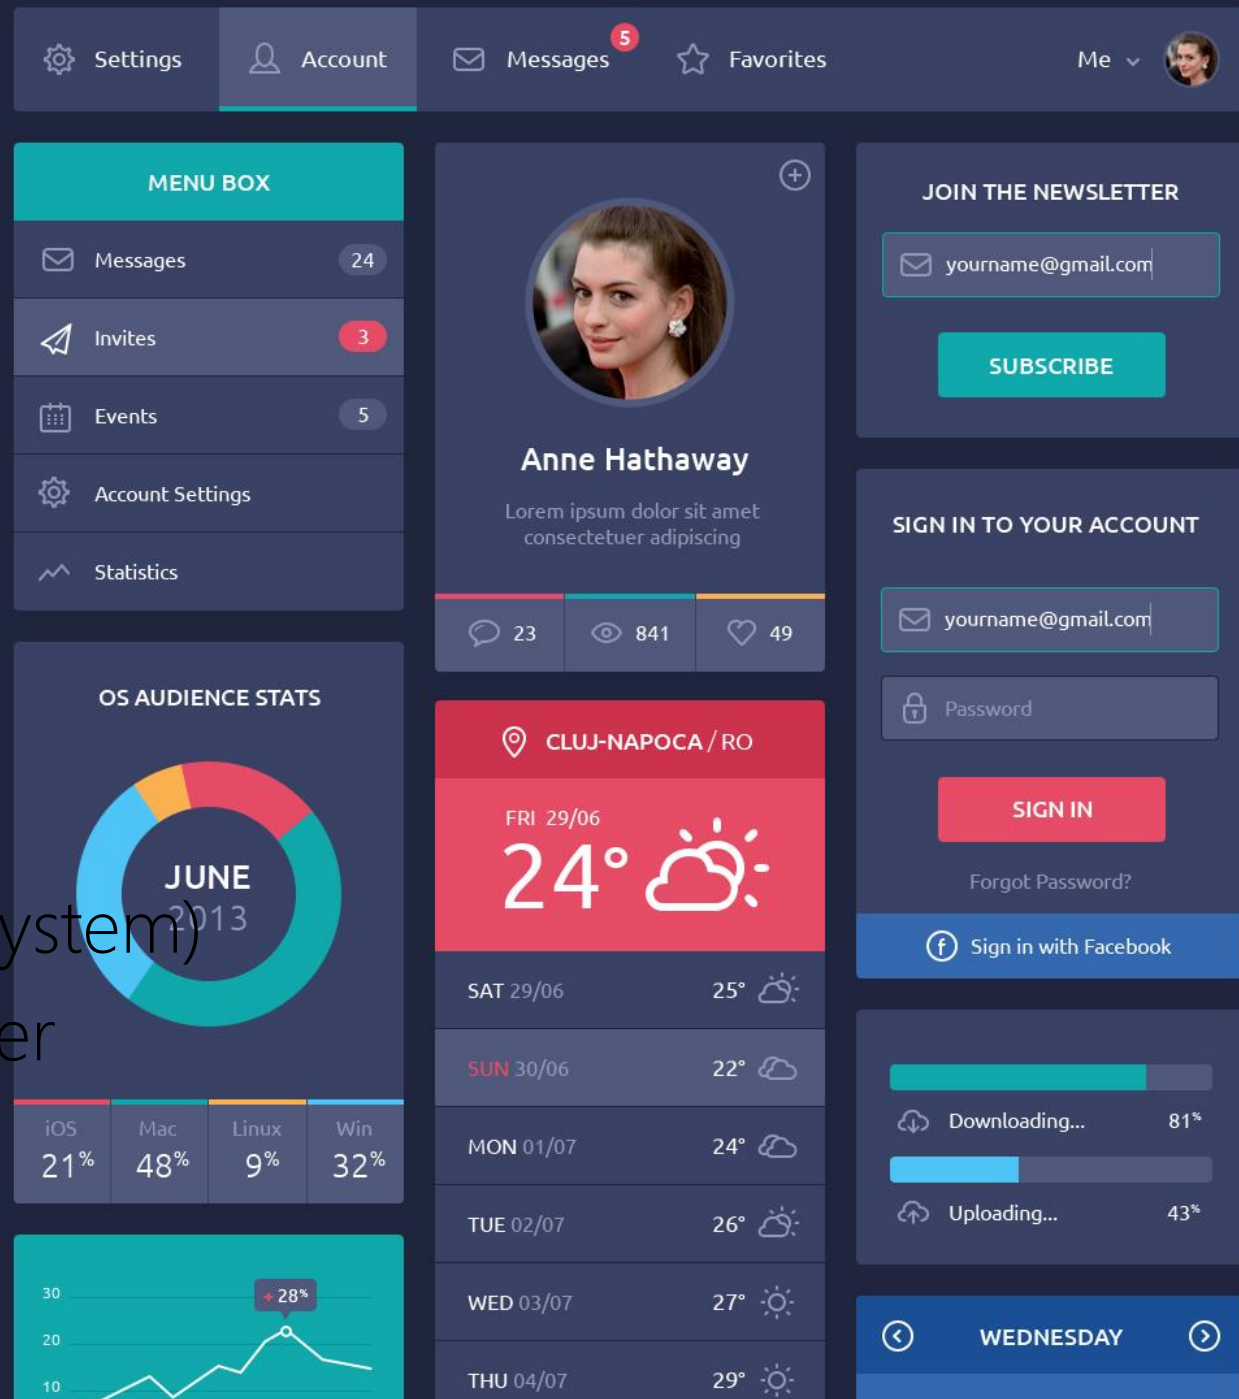 Settings
Account
Messages
5
Favorites
Me
MENU BOX
Messages 24
Invites 3
Events 5
Account Settings
Statistics
OS AUDIENCE STATS
JUNE
2013
ystem)
er
iOS Mac Linux Win
21% 48% 9% 32%
30
+ 28%
20
10
Anne Hathaway
Lorem ipsum dolor sit amet
consectetuer adipiscing
23 841 49
CLUJ-NAPOCA / RO
FRI 29/06
24°
SAT 29/06 25°
SUN 30/06 22°
MON 01/07 24°
TUE 02/07 26°
WED 03/07 27°
THU 04/07 29°
JOIN THE NEWSLETTER
yourname@gmail.com
SUBSCRIBE
SIGN IN TO YOUR ACCOUNT
yourname@gmail.com
Password
SIGN IN
Forgot Password?
f Sign in with Facebook
Downloading... 81%
Uploading... 43%
WEDNESDAY